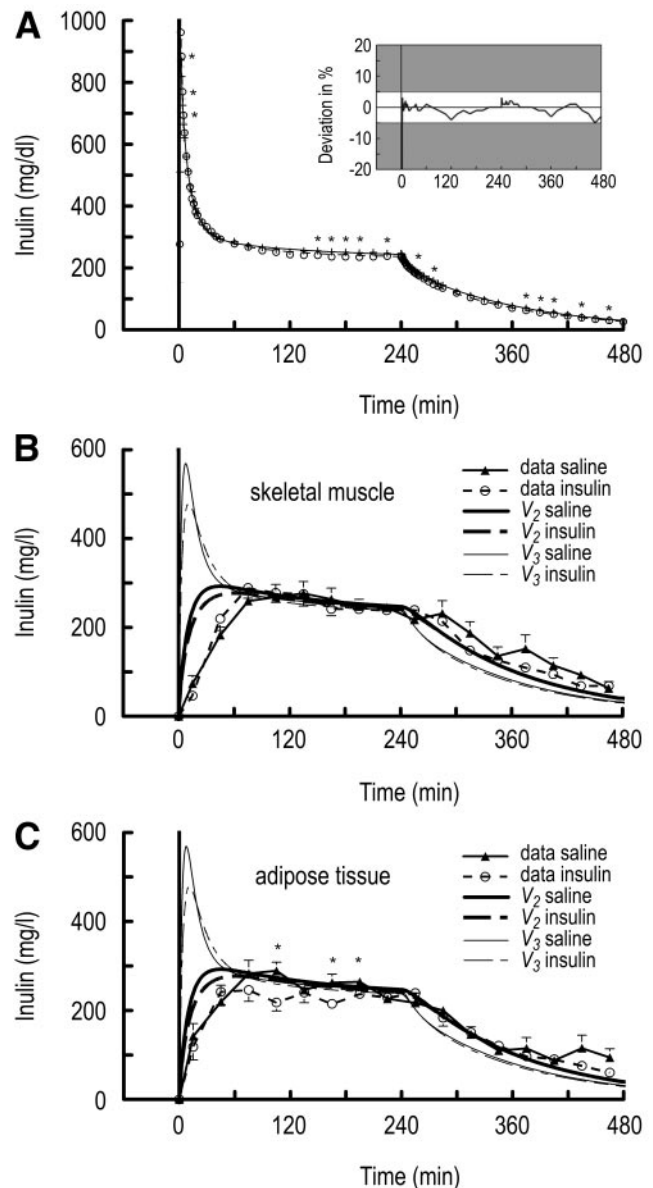 A
1000
800
600
400
200
0
Inulin (mg/dl)
* * *
* * * * * * * * * * * *
20
10
0
-10
-20
Deviation in %
0 120 240 360 480
0 120 240 360 480
Time (min)
B
600
400
200
0
Inulin (mg/l)
skeletal muscle
data saline
data insulin
V2 saline
V2 insulin
V3 saline
V3 insulin
0 120 240 360 480
Time (min)
C
600
400
200
0
Inulin (mg/l)
adipose tissue
data saline
data insulin
V2 saline
V2 insulin
V3 saline
V3 insulin
* * *
0 120 240 360 480
Time (min)